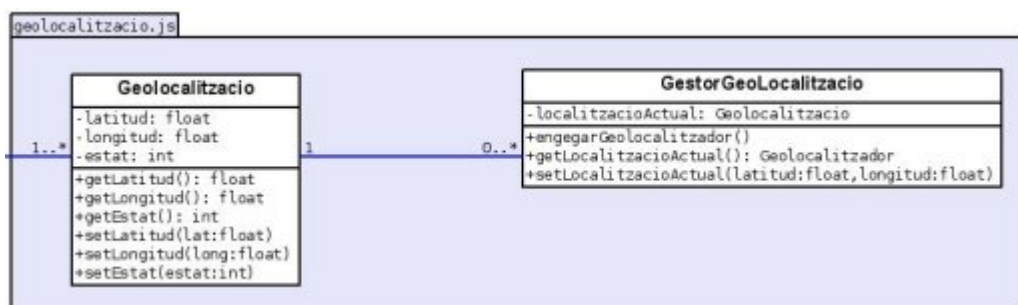 geolocalitzacio.js
Geolocalitzacio
-latitud: float
-longitud: float
-estat: int
+getLatitud(): float
+getLongitud(): float
+getEstat(): int
+setLatitud(lat:float)
+setLongitud(long:float)
+setEstat(estat:int)
1..*
1
0..*
GestorGeoLocalitzacio
-localitzacioActual: Geolocalitzacio
+engegarGeolocalitzador()
+getLocalitzacioActual(): Geolocalitzador
+setLocalitzacioActual(latitud:float,longitud:float)